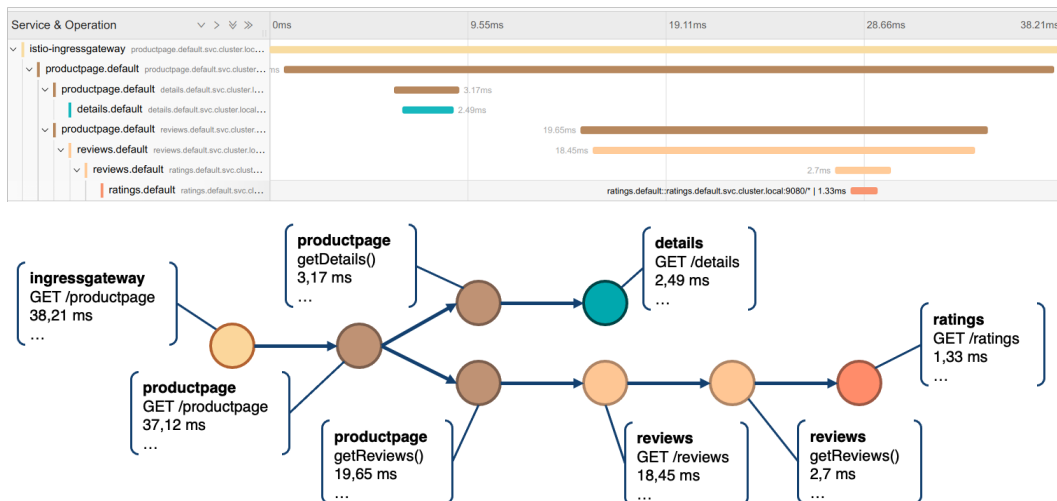 Service & Operation
0ms
9.55ms
19.11ms
28.66ms
38.21ms
istio-ingressgateway productpage.default.svc.cluster.loc...
productpage.default productpage.default.svc.cluster...
ms
productpage.default details.default.svc.cluster.l...
3.17ms
details.default details.default.svc.cluster.local...
2.49ms
productpage.default reviews.default.svc.cluster....
19.65ms
reviews.default reviews.default.svc.cluster.lo...
18.45ms
reviews.default ratings.default.svc.cluster....
2.7ms
ratings.default ratings.default.svc.cl...
ratings.default::ratings.default.svc.cluster.local:9080/* | 1.33ms
ingressgateway
GET /productpage
38,21 ms
...
productpage
GET /productpage
37,12 ms
...
productpage
getDetails()
3,17 ms
...
details
GET /details
2,49 ms
...
productpage
getReviews()
19,65 ms
...
reviews
GET /reviews
18,45 ms
...
reviews
getReviews()
2,7 ms
...
ratings
GET /ratings
1,33 ms
...